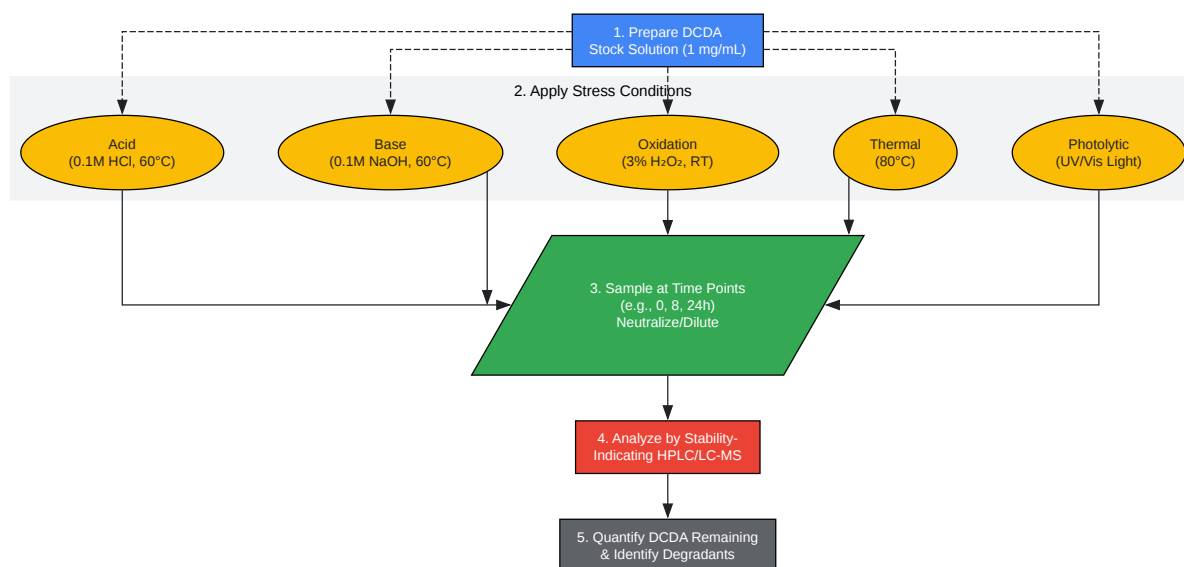 1. Prepare DCDA
Stock Solution (1 mg/mL)
2. Apply Stress Conditions
Acid
(0.1M HCl, 60°C)
Base
(0.1M NaOH, 60°C)
Oxidation
(3% H₂O₂, RT)
Thermal
(80°C)
Photolytic
(UV/Vis Light)
3. Sample at Time Points
(e.g., 0, 8, 24h)
Neutralize/Dilute
4. Analyze by Stability-
Indicating HPLC/LC-MS
5. Quantify DCDA Remaining
& Identify Degradants